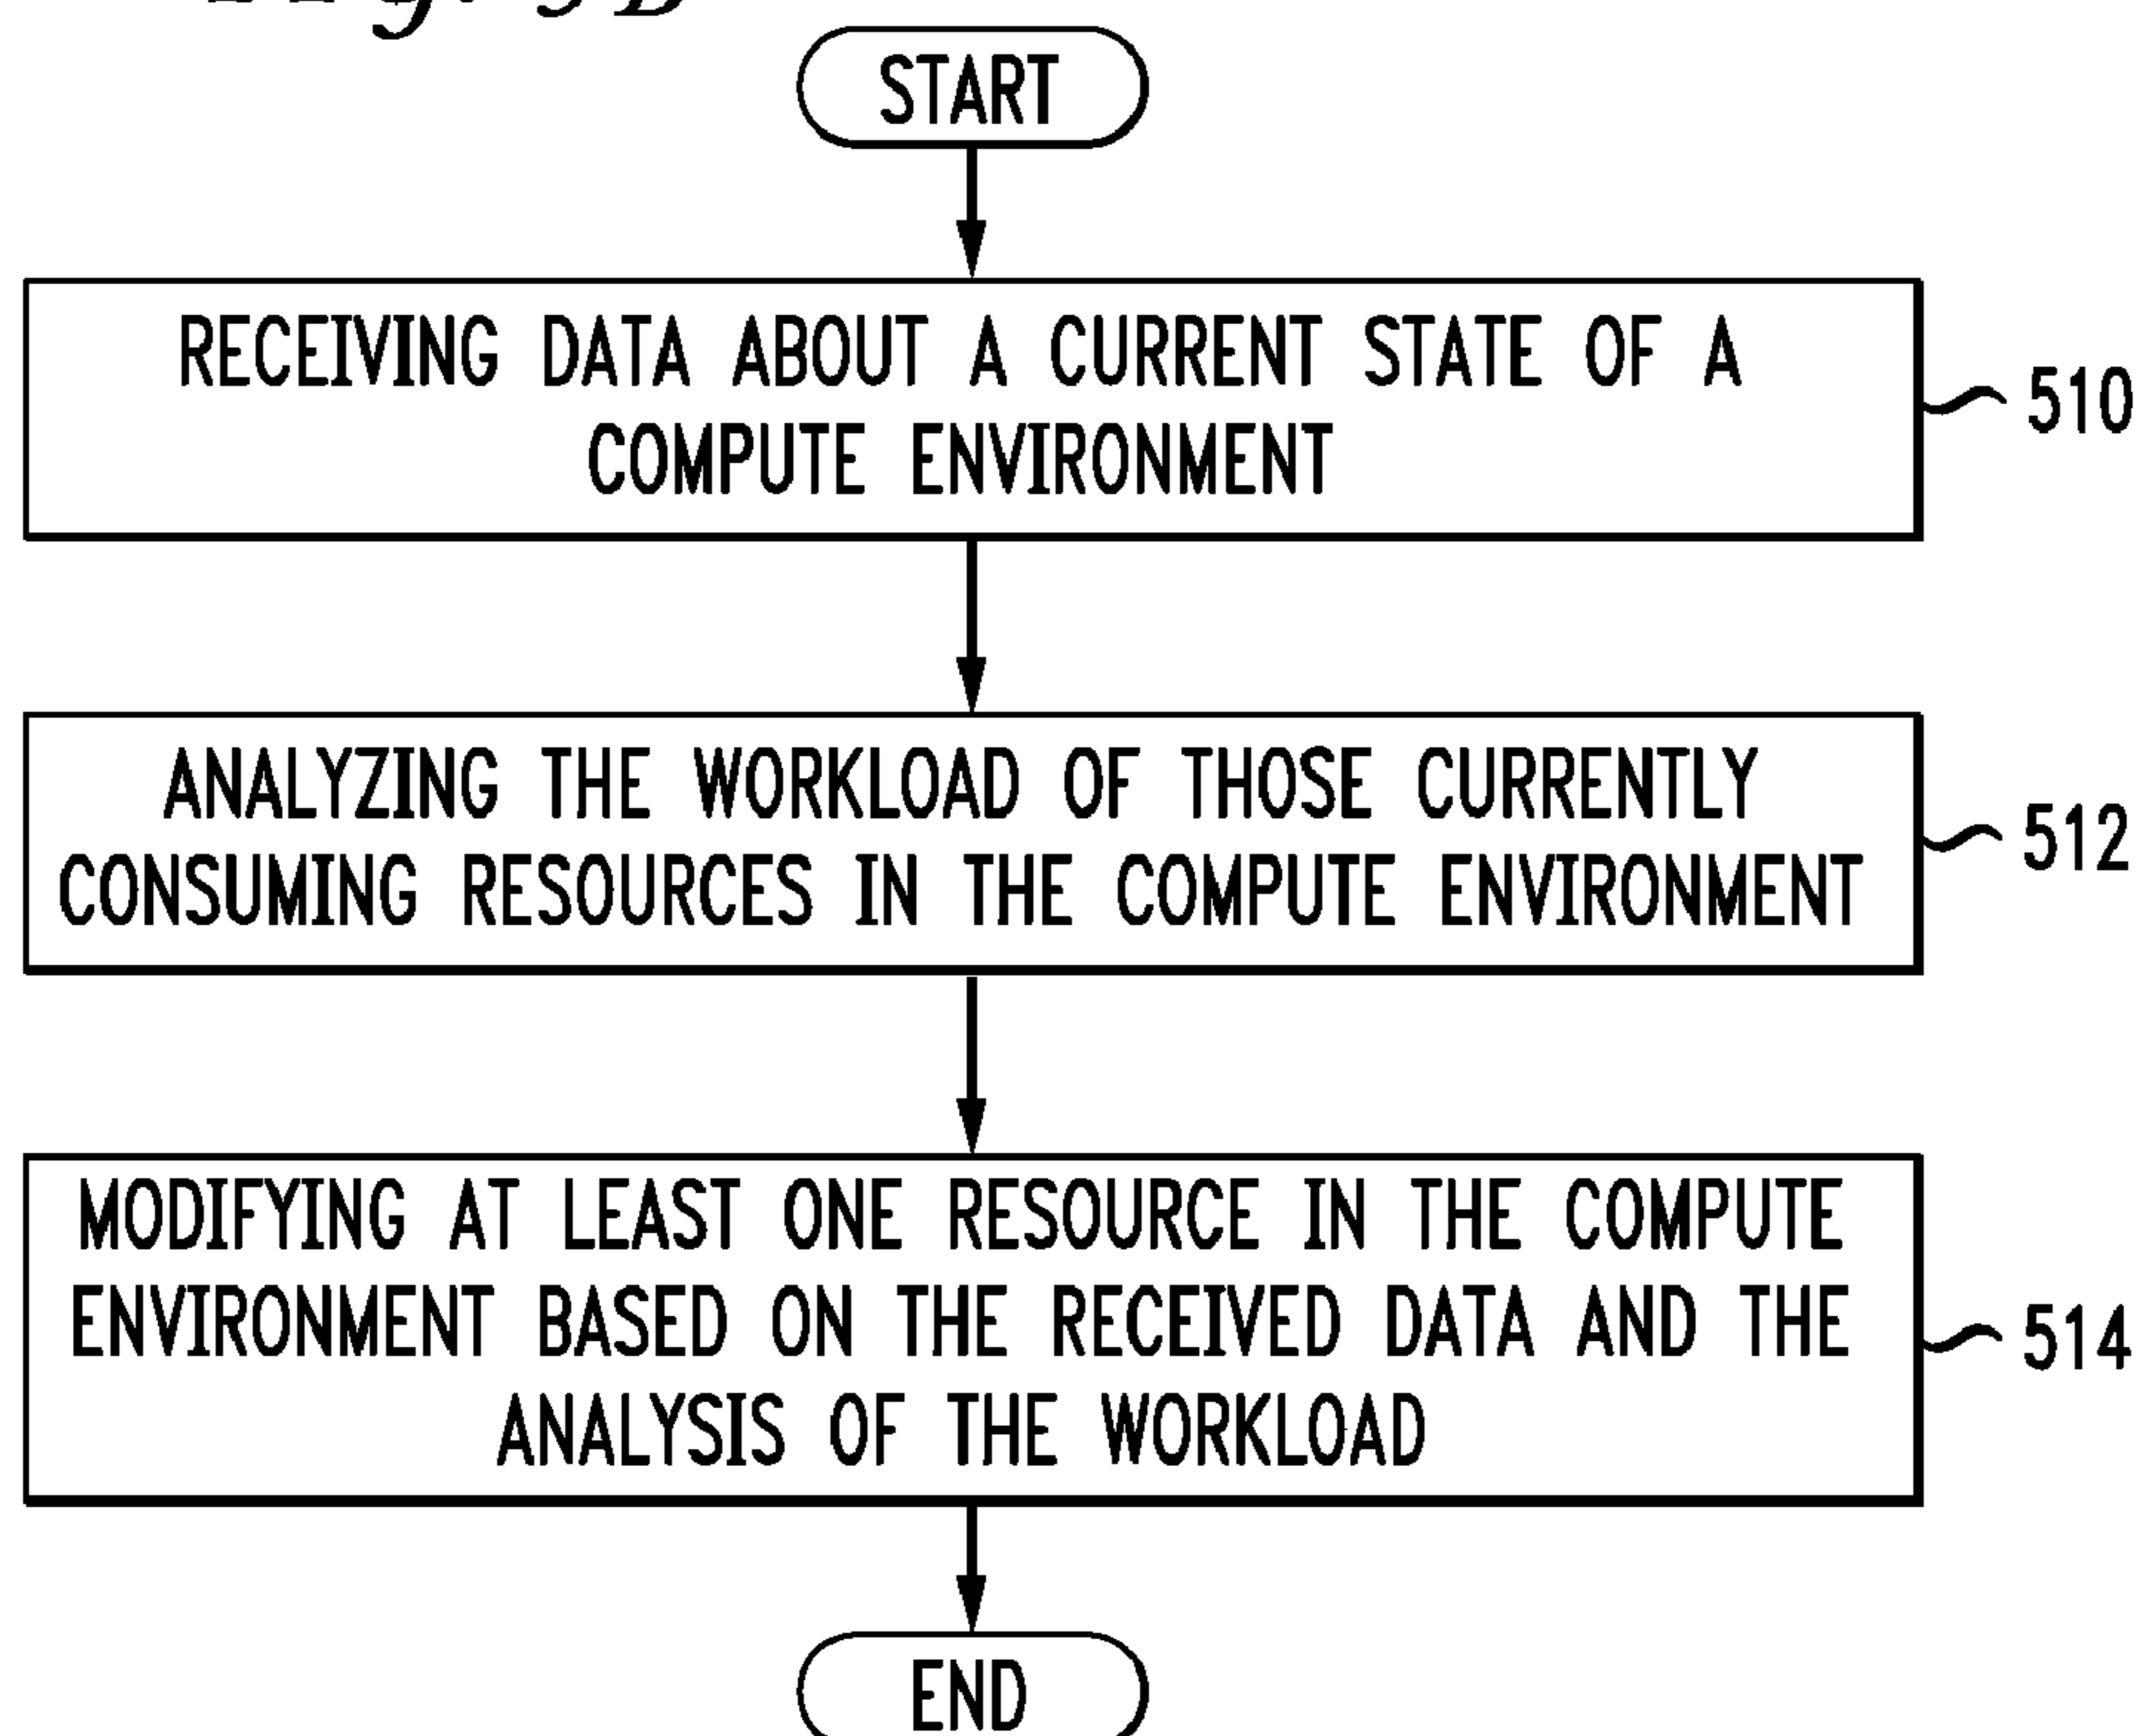 START
RECEIVING DATA ABOUT A CURRENT STATE OF A
COMPUTE ENVIRONMENT
510
ANALYZING THE WORKLOAD OF THOSE CURRENTLY
CONSUMING RESOURCES IN THE COMPUTE ENVIRONMENT
512
MODIFYING AT LEAST ONE RESOURCE IN THE COMPUTE
ENVIRONMENT BASED ON THE RECEIVED DATA AND THE
ANALYSIS OF THE WORKLOAD
514
END